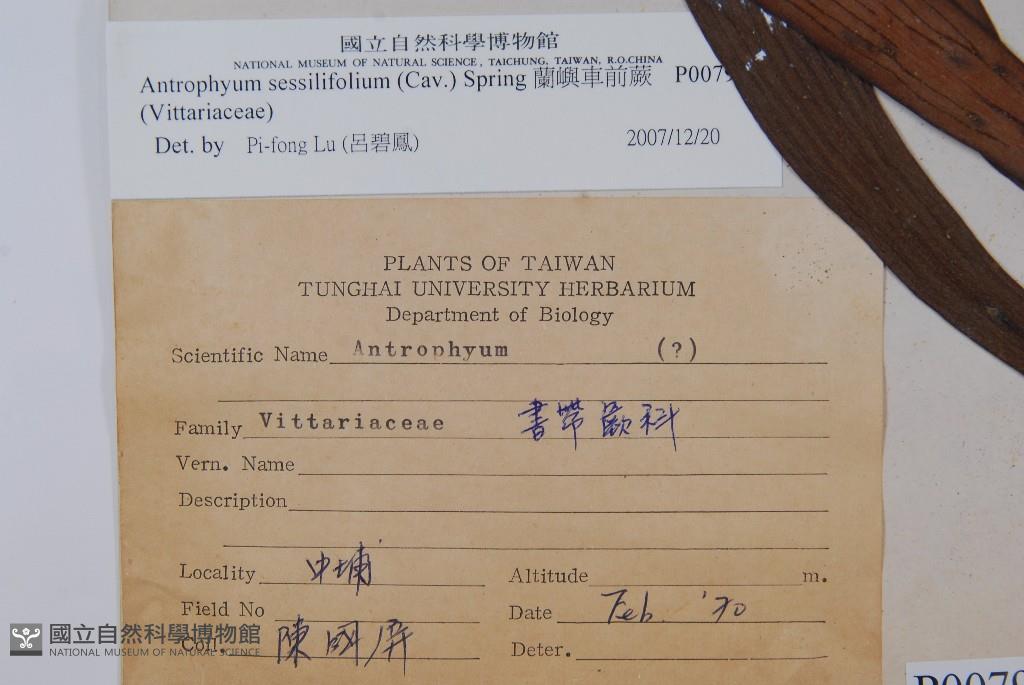 國立自然科學博物館
NATIONAL MUSEUM OF NATURAL SCIENCE, TAICHUNG, TAIWAN, R.O.CHINA
Antrophyum sessilifolium (Cav.) Spring 蘭嶼車前蕨 P0079
(Vittariaceae)
Det. by Pi-fong Lu (呂碧鳳) 2007/12/20
PLANTS OF TAIWAN
TUNGHAI UNIVERSITY HERBARIUM
Department of Biology
Scientific Name Antrophyum (?)
Family Vittariaceae 書帶蕨科
Vern. Name
Description
Locality 中埔 Altitude m.
Field No Date Feb. '70
Coll. 陳國屏 Deter.
國立自然科學博物館
NATIONAL MUSEUM OF NATURAL SCIENCE
P0079